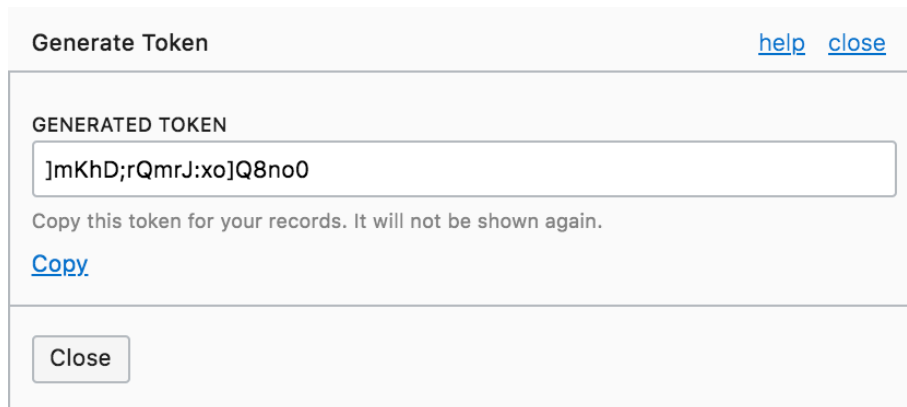 Generate Token help close
GENERATED TOKEN
]mKhD;rQmrJ:xo]Q8no0
Copy this token for your records. It will not be shown again.
Copy
Close